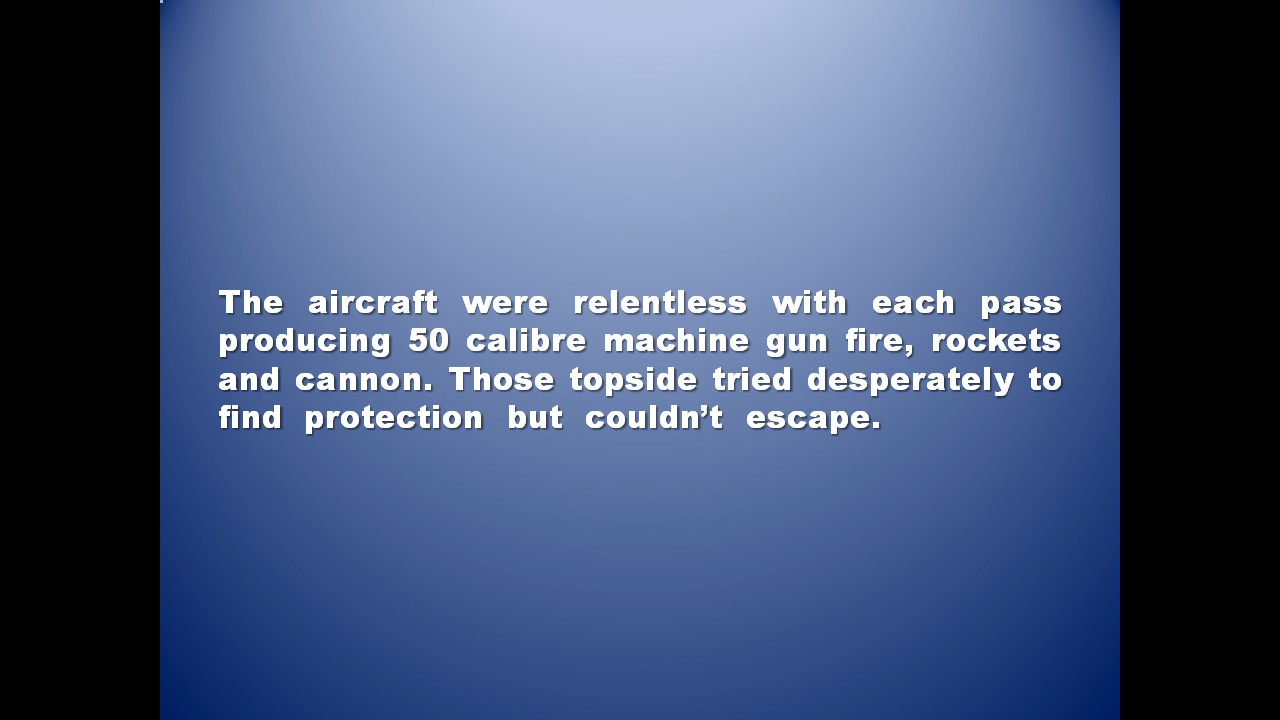 The aircraft were relentless with each pass
producing 50 calibre machine gun fire, rockets
and cannon. Those topside tried desperately to
find protection but couldn’t escape.